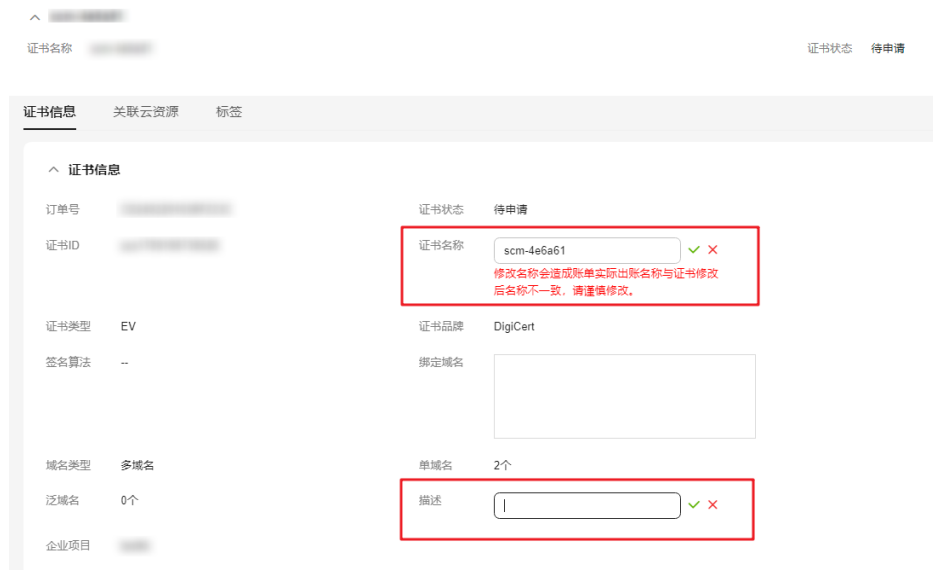 证书名称
证书状态 待申请
证书信息 关联云资源 标签
证书信息
订单号
证书状态 待申请
证书ID
证书名称 scm-4e6a61
修改名称会造成账单实际出账名称与证书修改
后名称不一致，请谨慎修改。
证书类型 EV
证书品牌 DigiCert
签名算法 --
绑定域名
域名类型 多域名
单域名 2个
泛域名 0个
描述
企业项目